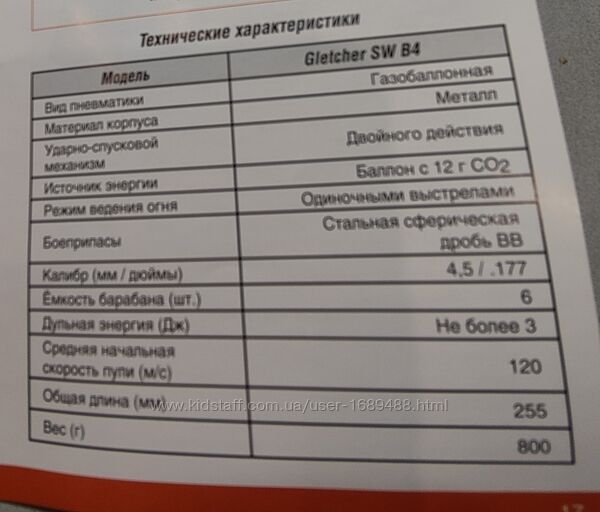 Технические характеристики
Модель Gletcher SW B4
Вид пневматики Газобаллонная
Материал корпуса Металл
Ударно-спусковой
механизм Двойного действия
Источник энергии Баллон с 12 г CO2
Режим ведения огня Одиночными выстрелами
Боеприпасы Стальная сферическая
дробь BB
Калибр (мм / дюймы) 4,5 / .177
Ёмкость барабана (шт.) 6
Дульная энергия (Дж) Не более 3
Средняя начальная
скорость пули (м/с) 120
Общая длина (мм) 255
www.kidstaff.com.ua/user-1689488.html
Вес (г) 800